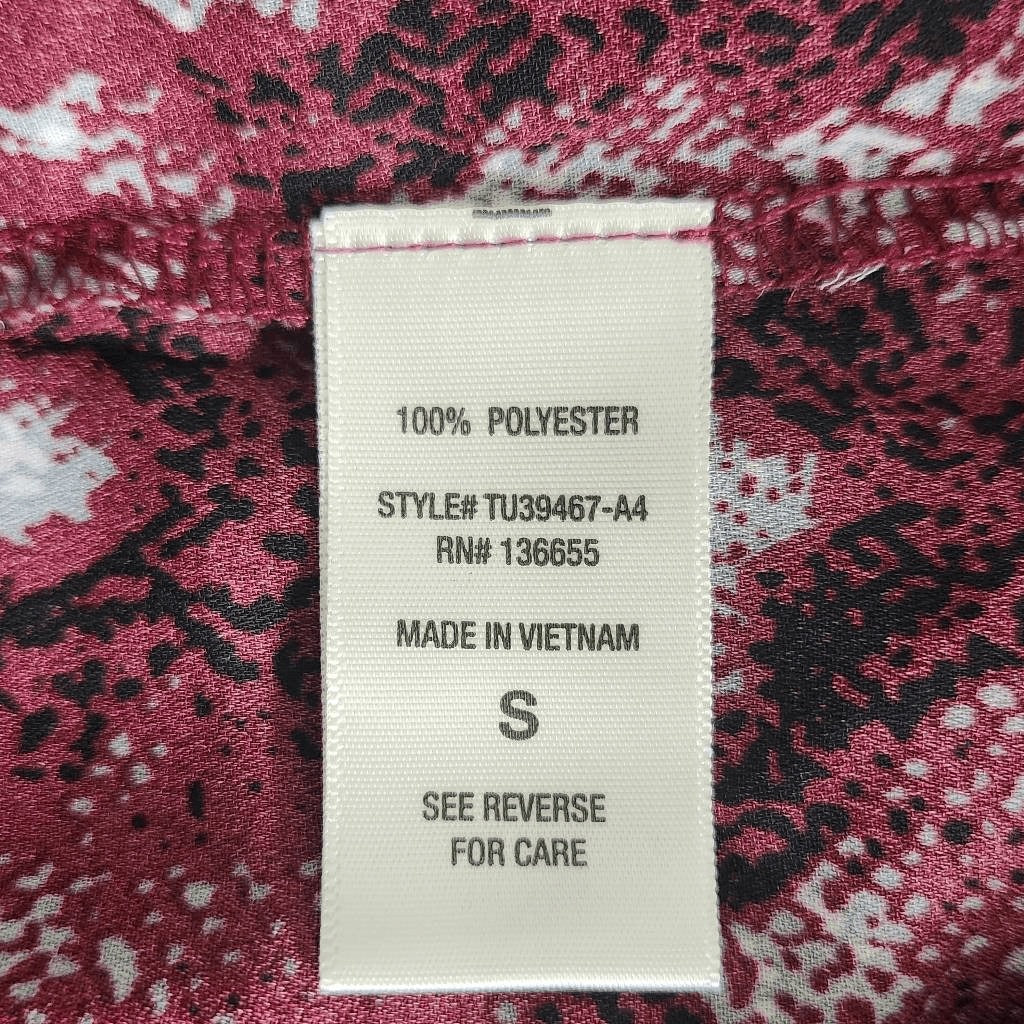 100% POLYESTER
STYLE# TU39467-A4
RN# 136655
MADE IN VIETNAM
S
SEE REVERSE
FOR CARE